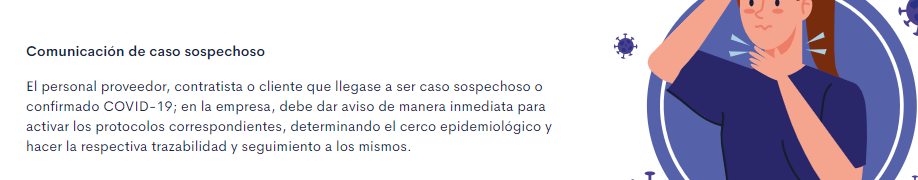 Comunicación de caso sospechoso
El personal proveedor, contratista o cliente que llegase a ser caso sospechoso o
confirmado COVID-19; en la empresa, debe dar aviso de manera inmediata para
activar los protocolos correspondientes, determinando el cerco epidemiológico y
hacer la respectiva trazabilidad y seguimiento a los mismos.